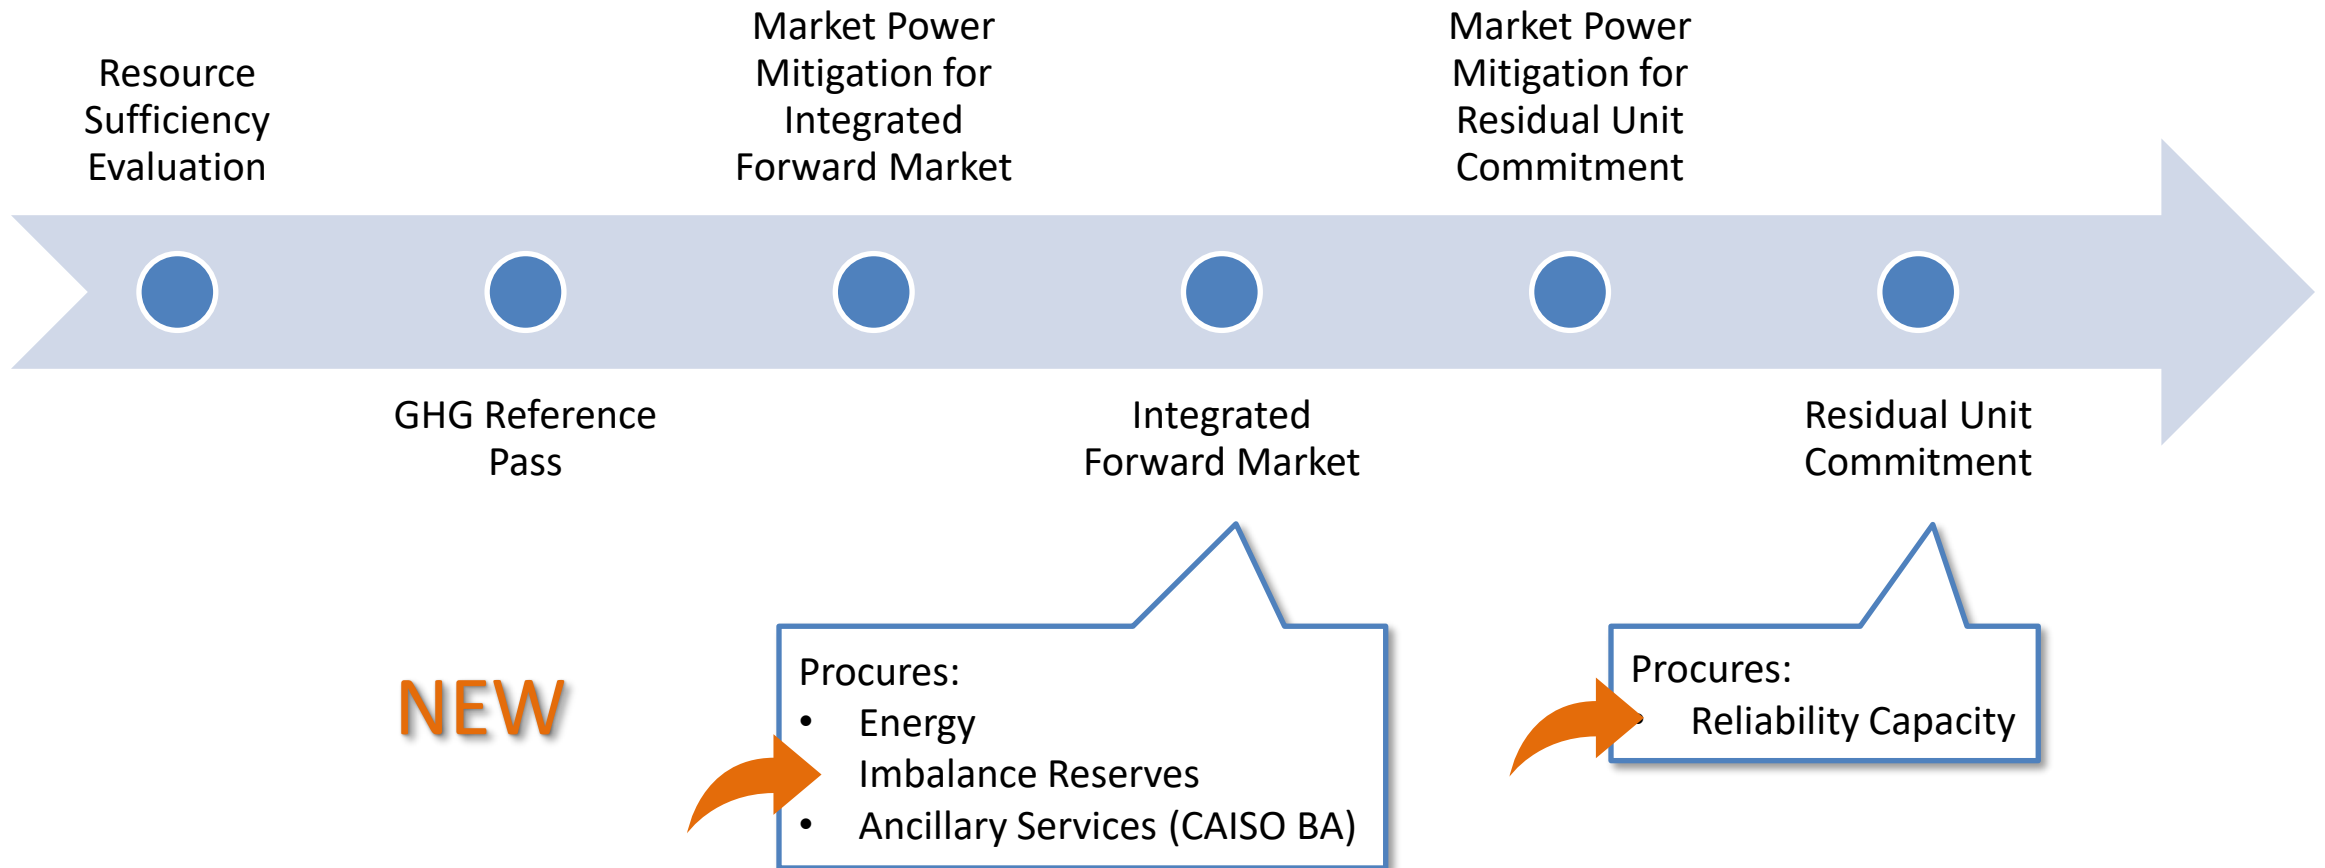 Resource
Sufficiency
Evaluation
GHG Reference
Pass
Market Power
Mitigation for
Integrated
Forward Market
Integrated
Forward Market
Market Power
Mitigation for
Residual Unit
Commitment
Residual Unit
Commitment
NEW
Procures:
• Energy
Imbalance Reserves
• Ancillary Services (CAISO BA)
Procures:
• Reliability Capacity